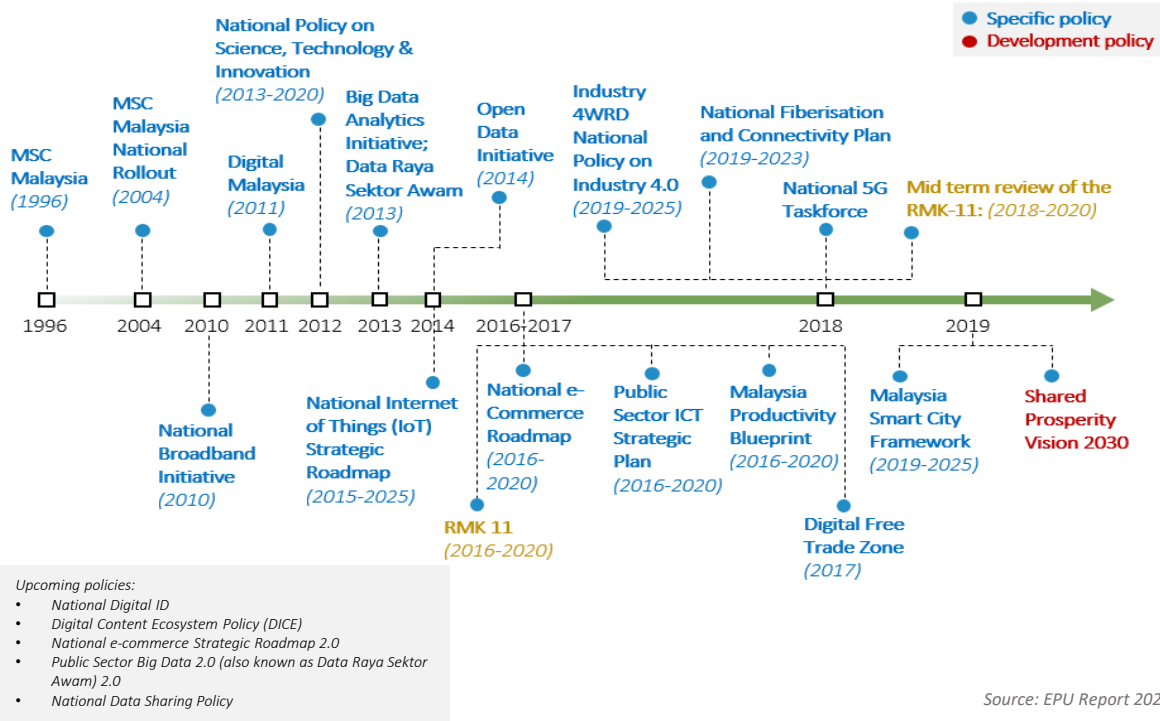 Specific policy
Development policy
National Policy on
Science, Technology &
Innovation
(2013-2020)
MSC
Malaysia
(1996)
MSC
Malaysia
National
Rollout
(2004)
Digital
Malaysia
(2011)
Big Data
Analytics
Initiative;
Data Raya
Sektor Awam
(2013)
Open
Data
Initiative
(2014)
Industry
4WRD
National
Policy on
Industry 4.0
(2019-2025)
National Fiberisation
and Connectivity Plan
(2019-2023)
National 5G
Taskforce
Mid term review of the
RMK-11: (2018-2020)
1996
2004
2010
2011
2012
2013
2014
2016-2017
2018
2019
National
Broadband
Initiative
(2010)
National Internet
of Things (IoT)
Strategic
Roadmap
(2015-2025)
RMK 11
(2016-2020)
National e-
Commerce
Roadmap
(2016-
2020)
Public
Sector ICT
Strategic
Plan
(2016-2020)
Malaysia
Productivity
Blueprint
(2016-2020)
Digital Free
Trade Zone
(2017)
Malaysia
Smart City
Framework
(2019-2025)
Shared
Prosperity
Vision 2030
Upcoming policies:
• National Digital ID
• Digital Content Ecosystem Policy (DICE)
• National e-commerce Strategic Roadmap 2.0
• Public Sector Big Data 2.0 (also known as Data Raya Sektor
Awam) 2.0
• National Data Sharing Policy
Source: EPU Report 202